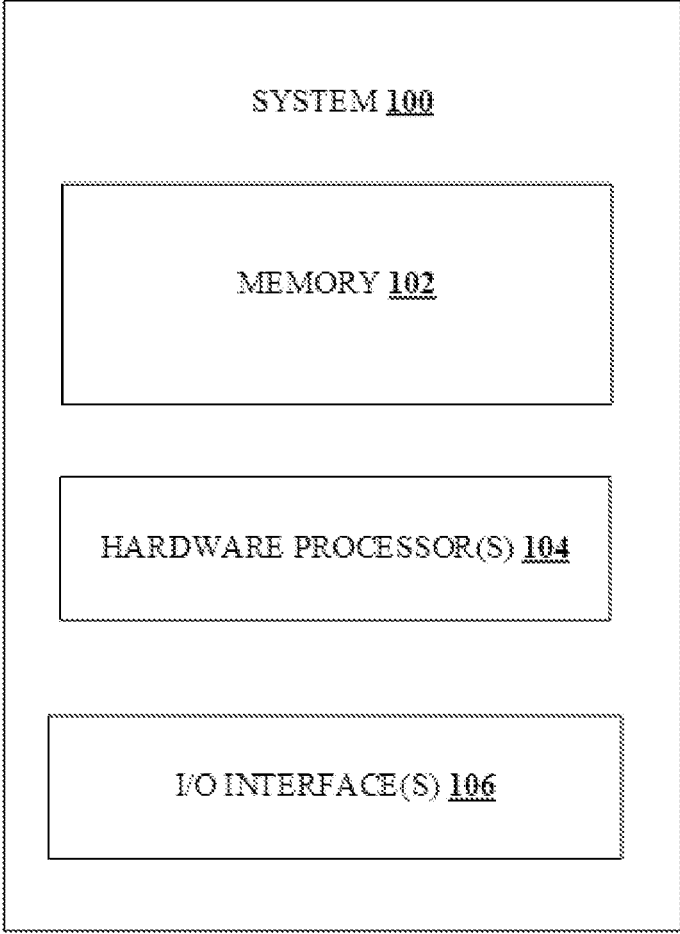 SYSTEM 100
MEMORY 102
HARDWARE PROCESSOR(S) 104
I/O INTERFACE(S) 106